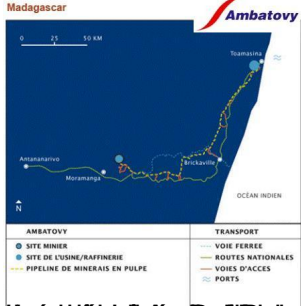 Madagascar
Ambatovy
0 25 50 KM
Toamasina
Antananarivo
Moramanga
Brickaville
OCÉAN INDIEN
N
AMBATOVY
SITE MINIER
SITE DE L'USINE/RAFFINERIE
PIPELINE DE MINERAIS EN PULPE
TRANSPORT
VOIE FERREE
ROUTES NATIONALES
VOIES D'ACCES
PORTS